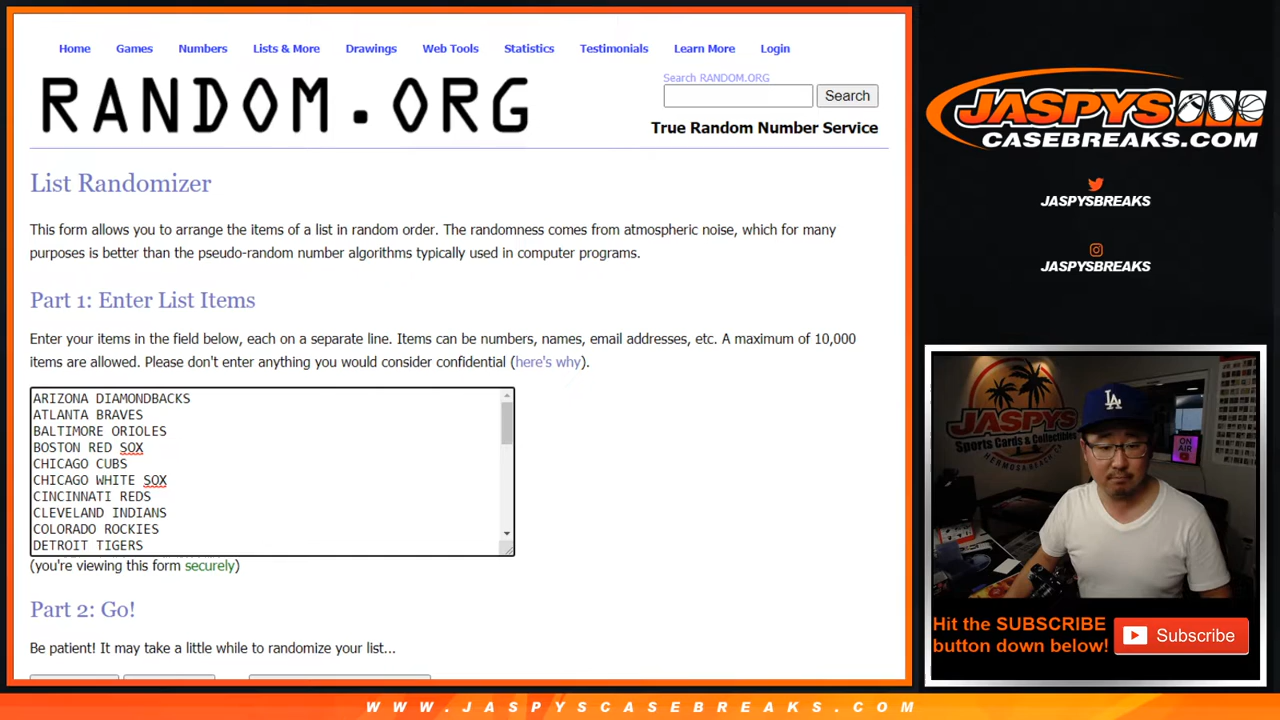 Home Games Numbers Lists & More Drawings Web Tools Statistics Testimonials Learn More Login
RANDOM.ORG
Search RANDOM.ORG
Search
True Random Number Service
List Randomizer
This form allows you to arrange the items of a list in random order. The randomness comes from atmospheric noise, which for many
purposes is better than the pseudo-random number algorithms typically used in computer programs.
Part 1: Enter List Items
Enter your items in the field below, each on a separate line. Items can be numbers, names, email addresses, etc. A maximum of 10,000
items are allowed. Please don't enter anything you would consider confidential (here's why).
ARIZONA DIAMONDBACKS
ATLANTA BRAVES
BALTIMORE ORIOLES
BOSTON RED SOX
CHICAGO CUBS
CHICAGO WHITE SOX
CINCINNATI REDS
CLEVELAND INDIANS
COLORADO ROCKIES
DETROIT TIGERS
(you're viewing this form securely)
Part 2: Go!
Be patient! It may take a little while to randomize your list...
JASPYS
CASEBREAKS.COM
JASPYSBREAKS
JASPYSBREAKS
JASPYS
Sports Cards & Collectibles
HERMOSA BEACH, CA
ON AIR
LA
Hit the SUBSCRIBE
button down below!
Subscribe
WWW.JASPYSCASEBREAKS.COM